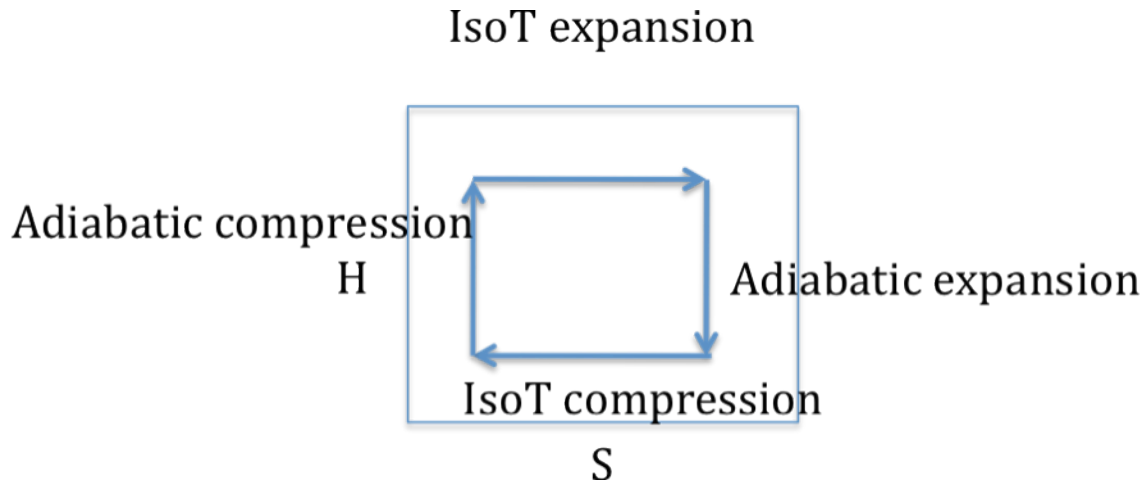 IsoT expansion
Adiabatic compression
H
Adiabatic expansion
IsoT compression
S